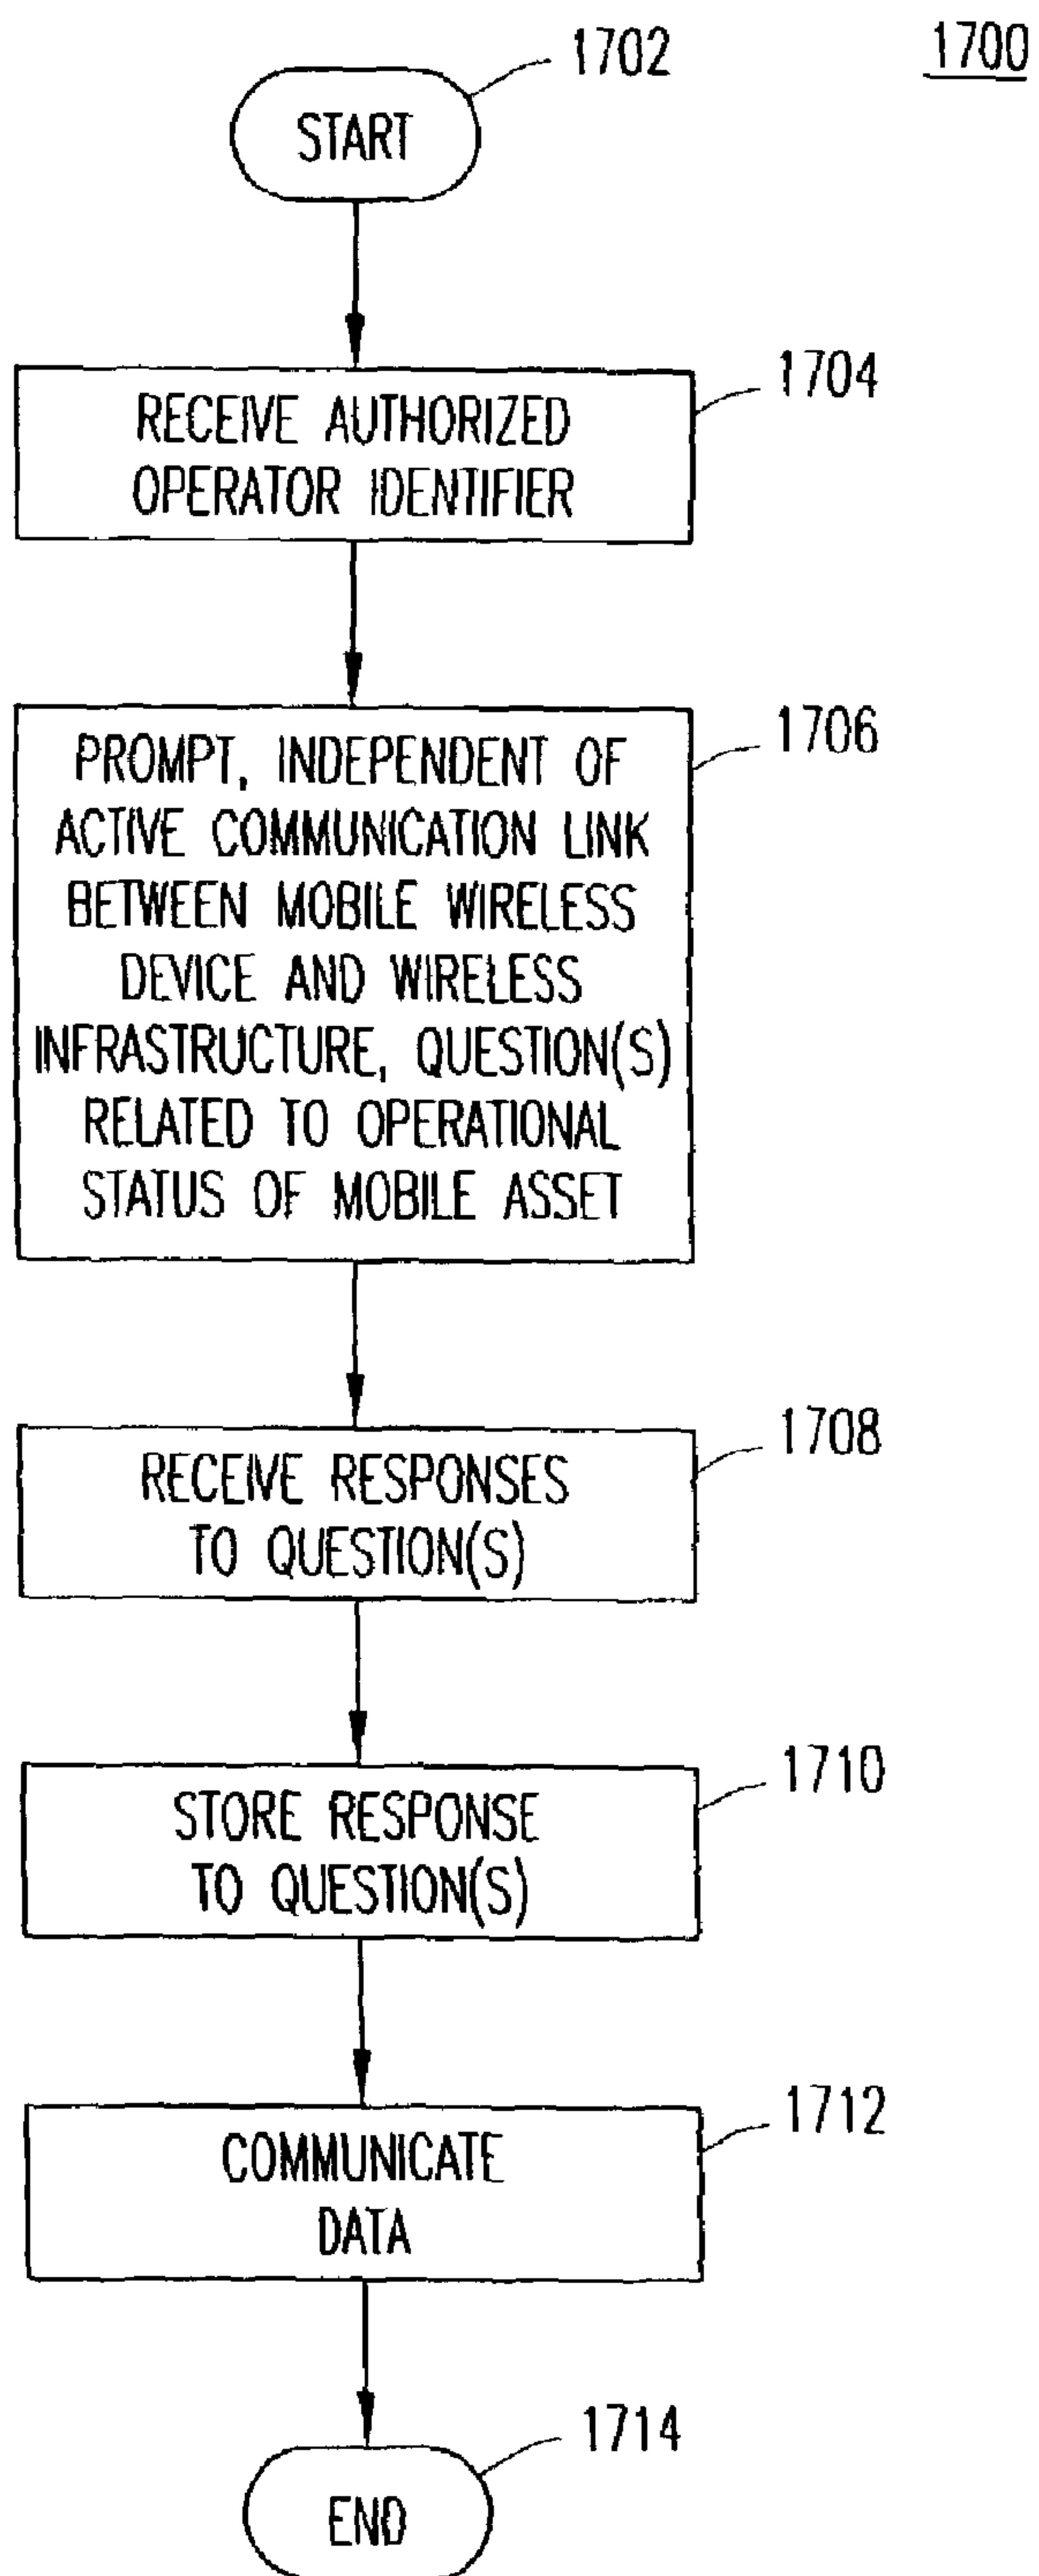 1702
1700
START
1704
RECEIVE AUTHORIZED
OPERATOR IDENTIFIER
1706
PROMPT, INDEPENDENT OF
ACTIVE COMMUNICATION LINK
BETWEEN MOBILE WIRELESS
DEVICE AND WIRELESS
INFRASTRUCTURE, QUESTION(S)
RELATED TO OPERATIONAL
STATUS OF MOBILE ASSET
1708
RECEIVE RESPONSES
TO QUESTION(S)
1710
STORE RESPONSE
TO QUESTION(S)
1712
COMMUNICATE
DATA
1714
END